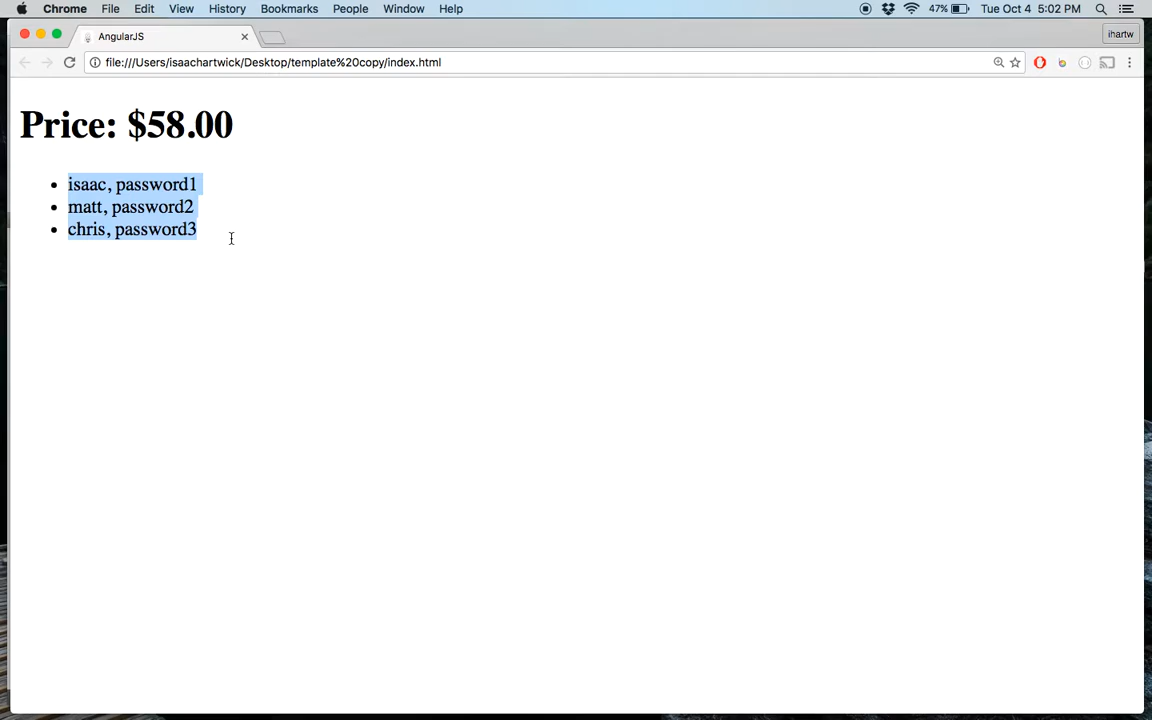 Chrome File Edit View History Bookmarks People Window Help 47% Tue Oct 4 5:02 PM
AngularJS ihartw
file:///Users/isaachartwick/Desktop/template%20copy/index.html
Price: $58.00
• isaac, password1
• matt, password2
• chris, password3